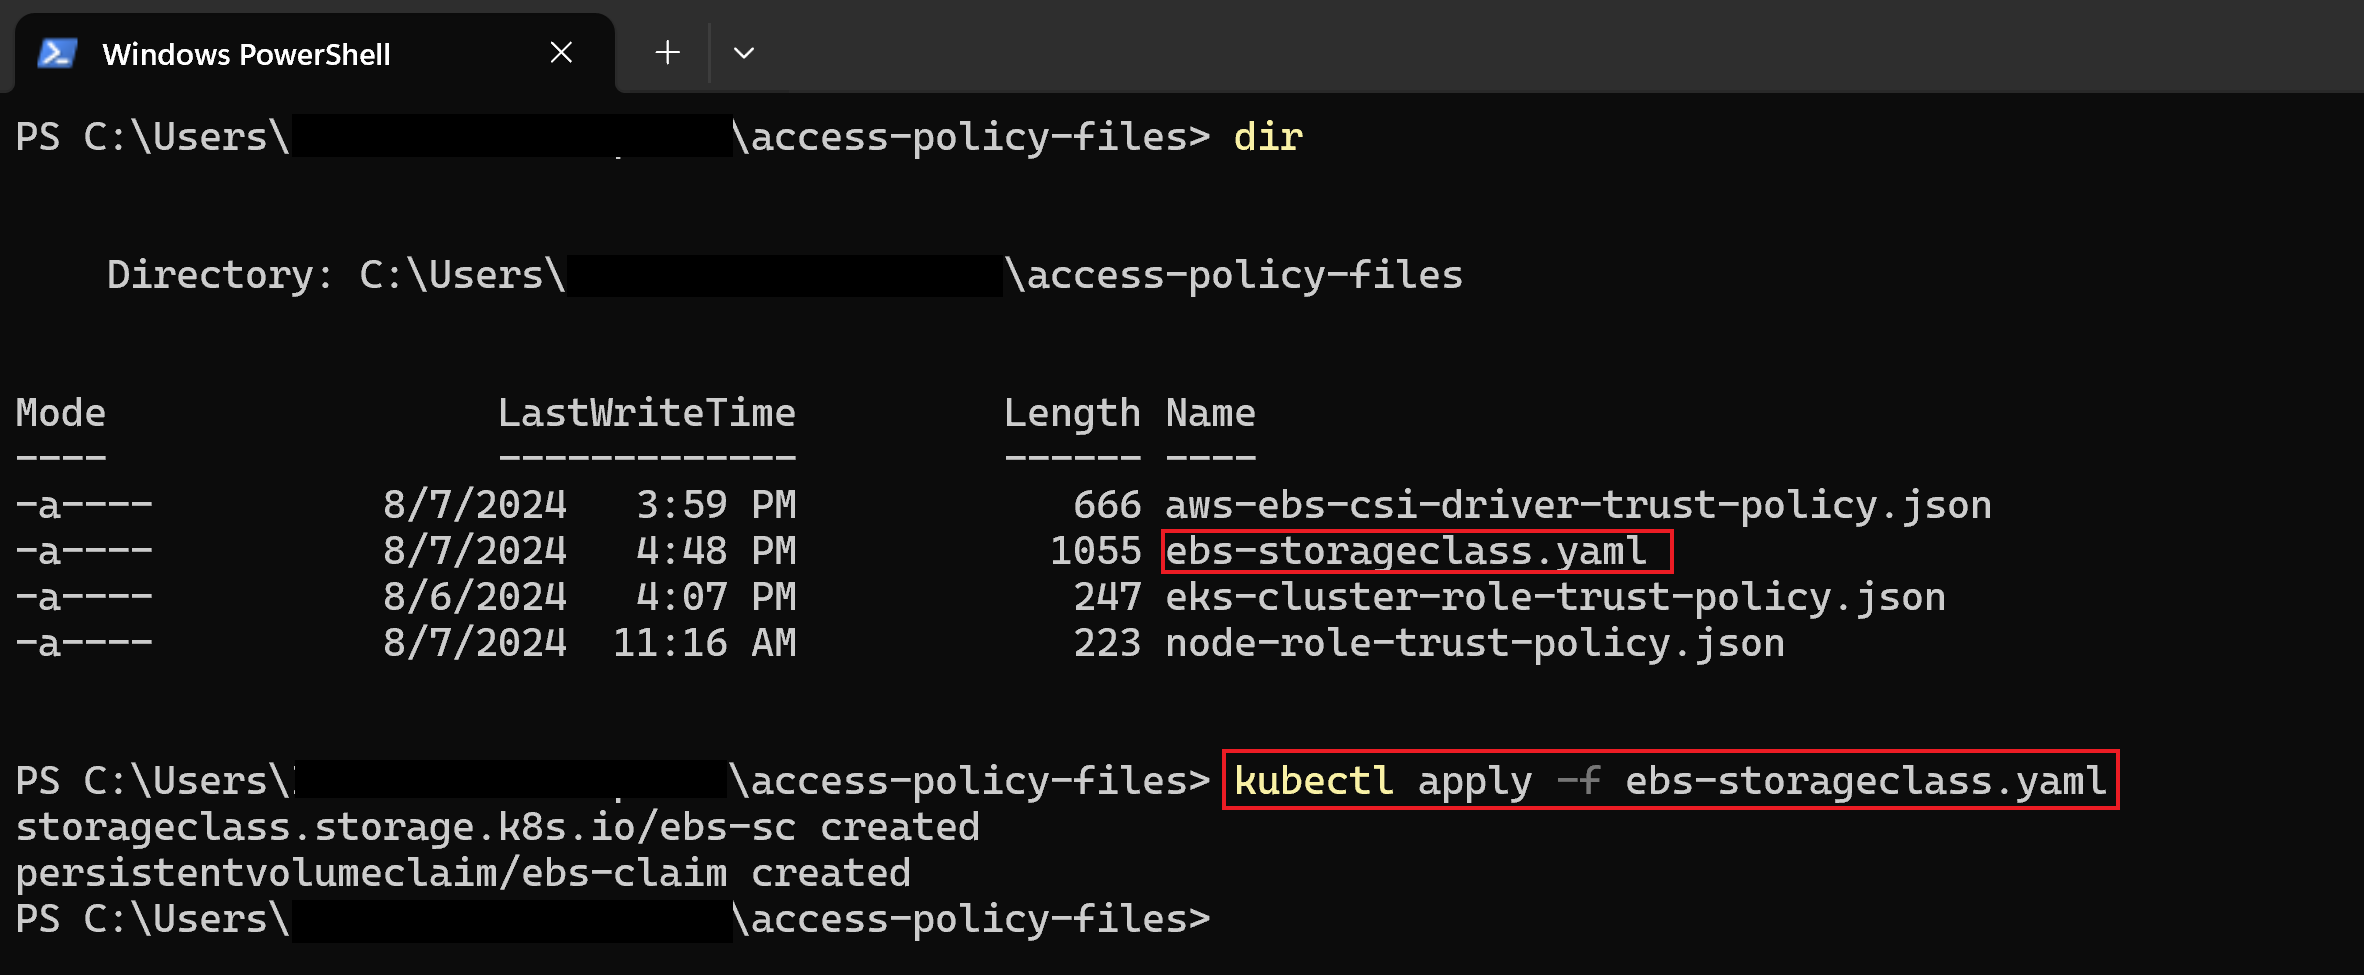 Windows PowerShell
PS C:\Users\ \access-policy-files> dir
Directory: C:\Users\ \access-policy-files
Mode LastWriteTime Length Name
---- ------------- ------ ----
-a---- 8/7/2024 3:59 PM 666 aws-ebs-csi-driver-trust-policy.json
-a---- 8/7/2024 4:48 PM 1055 ebs-storageclass.yaml
-a---- 8/6/2024 4:07 PM 247 eks-cluster-role-trust-policy.json
-a---- 8/7/2024 11:16 AM 223 node-role-trust-policy.json
PS C:\Users\ \access-policy-files> kubectl apply -f ebs-storageclass.yaml
storageclass.storage.k8s.io/ebs-sc created
persistentvolumeclaim/ebs-claim created
PS C:\Users\ \access-policy-files>